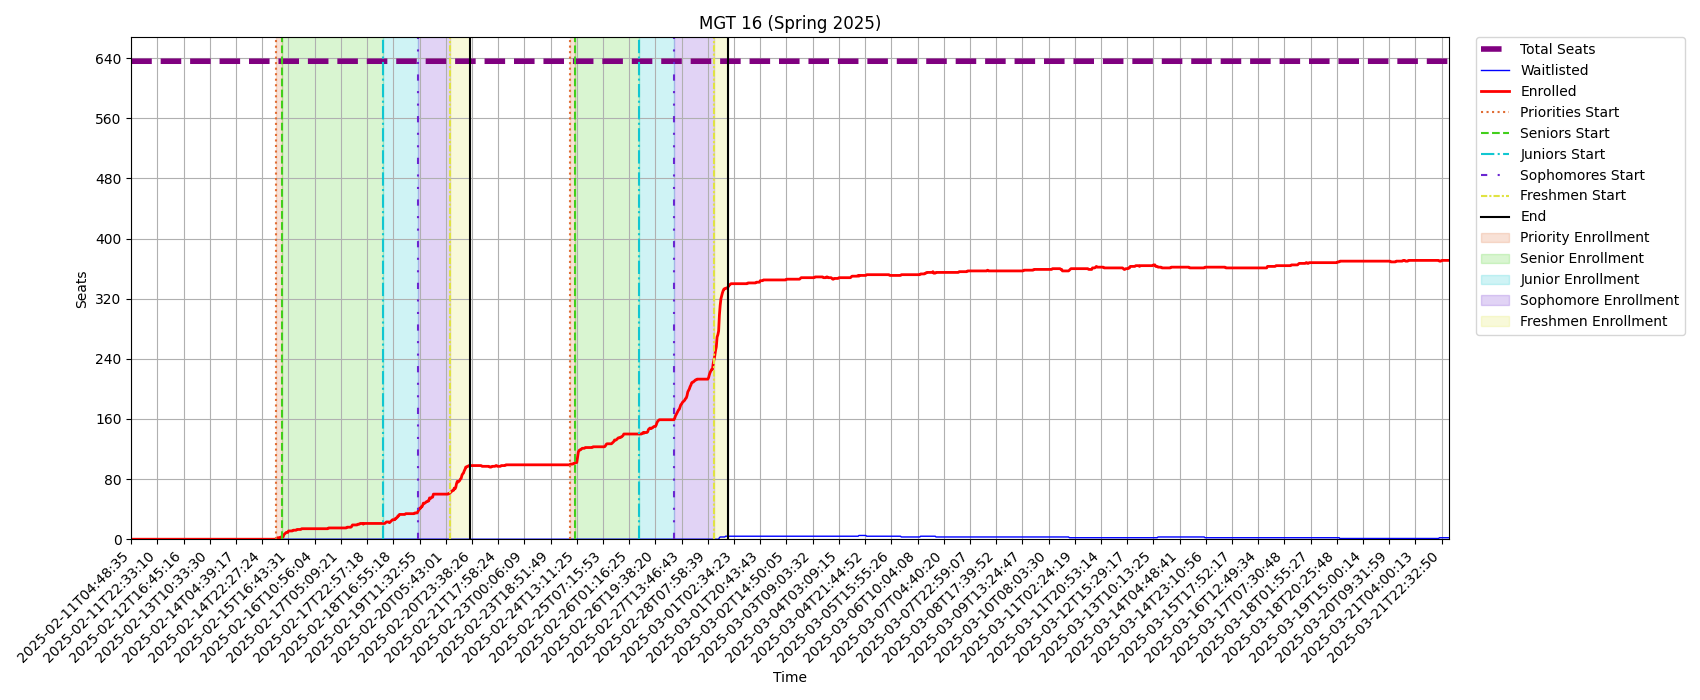 MGT 16 (Spring 2025)
Seats
640
560
480
400
320
240
160
80
0
2025-02-11T04:48:35
2025-02-11T22:33:10
2025-02-12T16:45:16
2025-02-13T10:33:30
2025-02-14T04:39:17
2025-02-14T22:27:24
2025-02-15T16:43:31
2025-02-16T10:56:04
2025-02-17T05:09:21
2025-02-17T22:57:18
2025-02-18T16:55:18
2025-02-19T11:32:55
2025-02-20T05:43:01
2025-02-20T23:38:26
2025-02-21T17:58:24
2025-02-23T00:06:09
2025-02-23T18:51:49
2025-02-24T13:11:25
2025-02-25T07:15:53
2025-02-26T01:16:25
2025-02-26T19:38:20
2025-02-27T13:46:43
2025-02-28T07:58:39
2025-03-01T02:34:23
2025-03-01T20:43:43
2025-03-02T14:50:05
2025-03-03T09:03:32
2025-03-04T03:09:15
2025-03-04T21:44:52
2025-03-05T15:55:26
2025-03-06T10:04:08
2025-03-07T04:40:20
2025-03-07T22:59:07
2025-03-08T17:39:52
2025-03-09T13:24:47
2025-03-10T08:03:30
2025-03-11T02:24:19
2025-03-11T20:53:14
2025-03-12T15:29:17
2025-03-13T10:13:25
2025-03-14T04:48:41
2025-03-14T23:10:56
2025-03-15T17:52:17
2025-03-16T12:49:34
2025-03-17T07:30:48
2025-03-18T01:55:27
2025-03-18T20:25:48
2025-03-19T15:00:14
2025-03-20T09:31:59
2025-03-21T04:00:13
2025-03-21T22:32:50
Time
Total Seats
Waitlisted
Enrolled
Priorities Start
Seniors Start
Juniors Start
Sophomores Start
Freshmen Start
End
Priority Enrollment
Senior Enrollment
Junior Enrollment
Sophomore Enrollment
Freshmen Enrollment